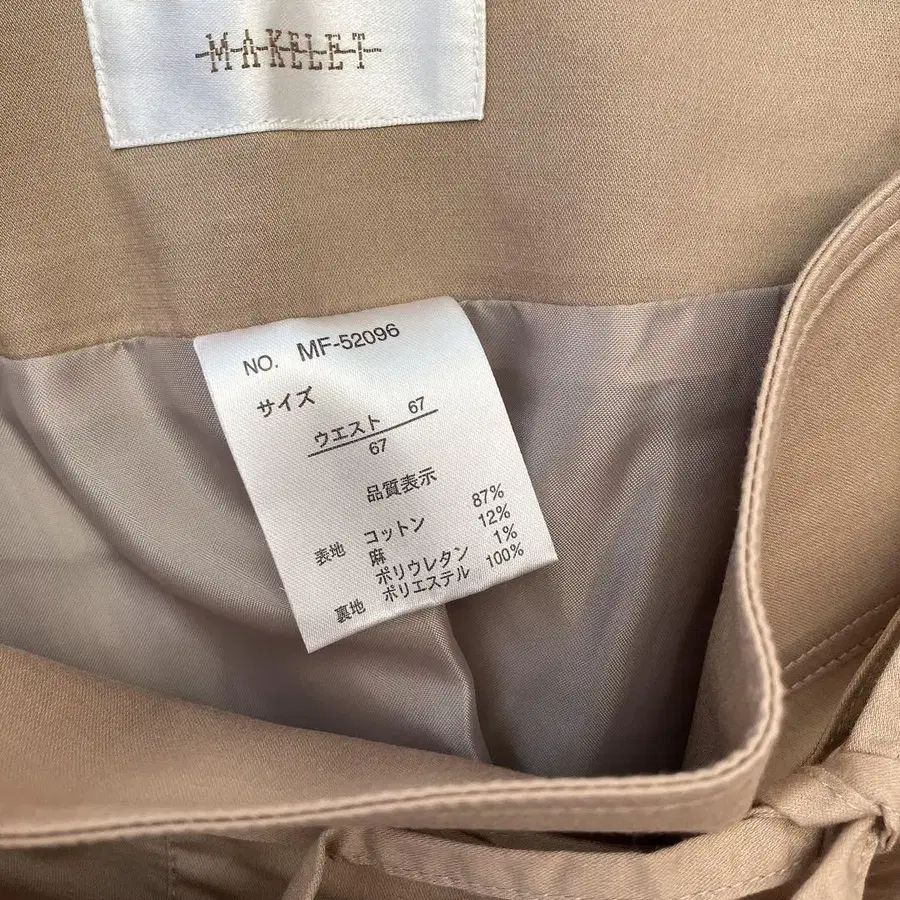 MAKELET
NO. MF-52096
サイズ
ウエスト 67
67
品質表示
表地 コットン 87%
麻 12%
ポリウレタン 1%
裏地 ポリエステル 100%